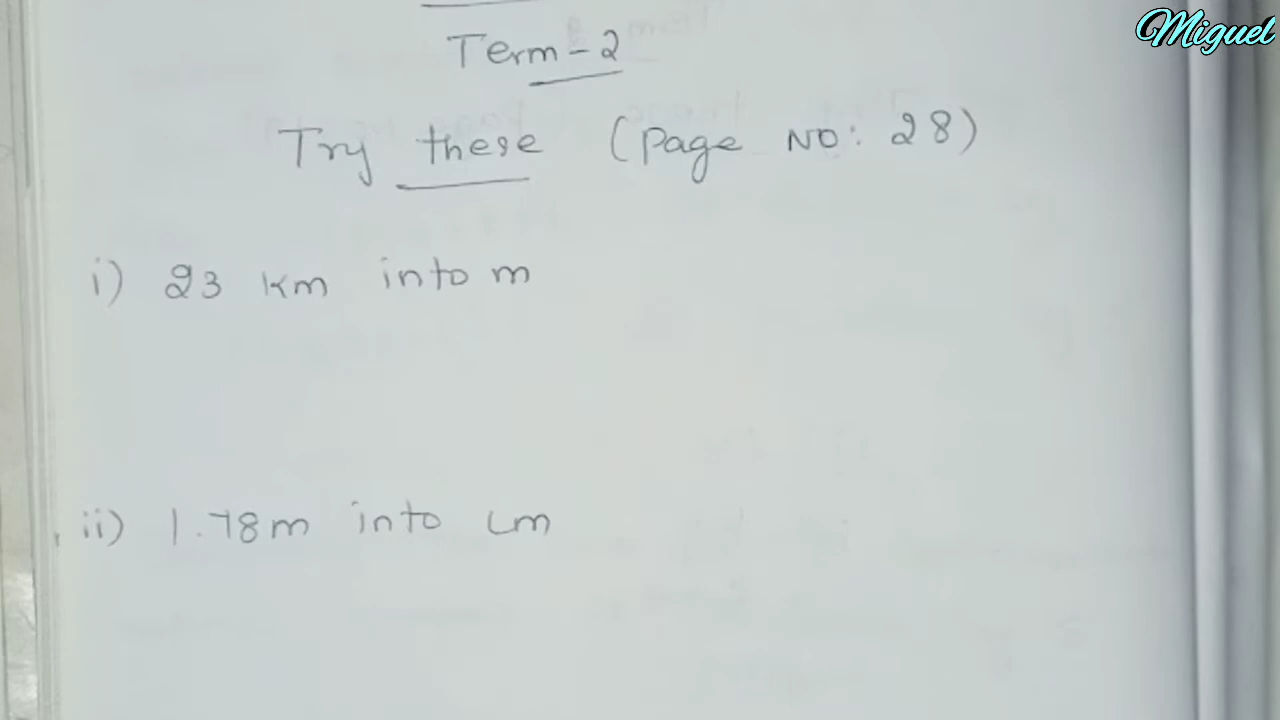 Miguel
Term-2
Try these (Page No: 28)
i) 23 km into m
ii) 1.78m into cm